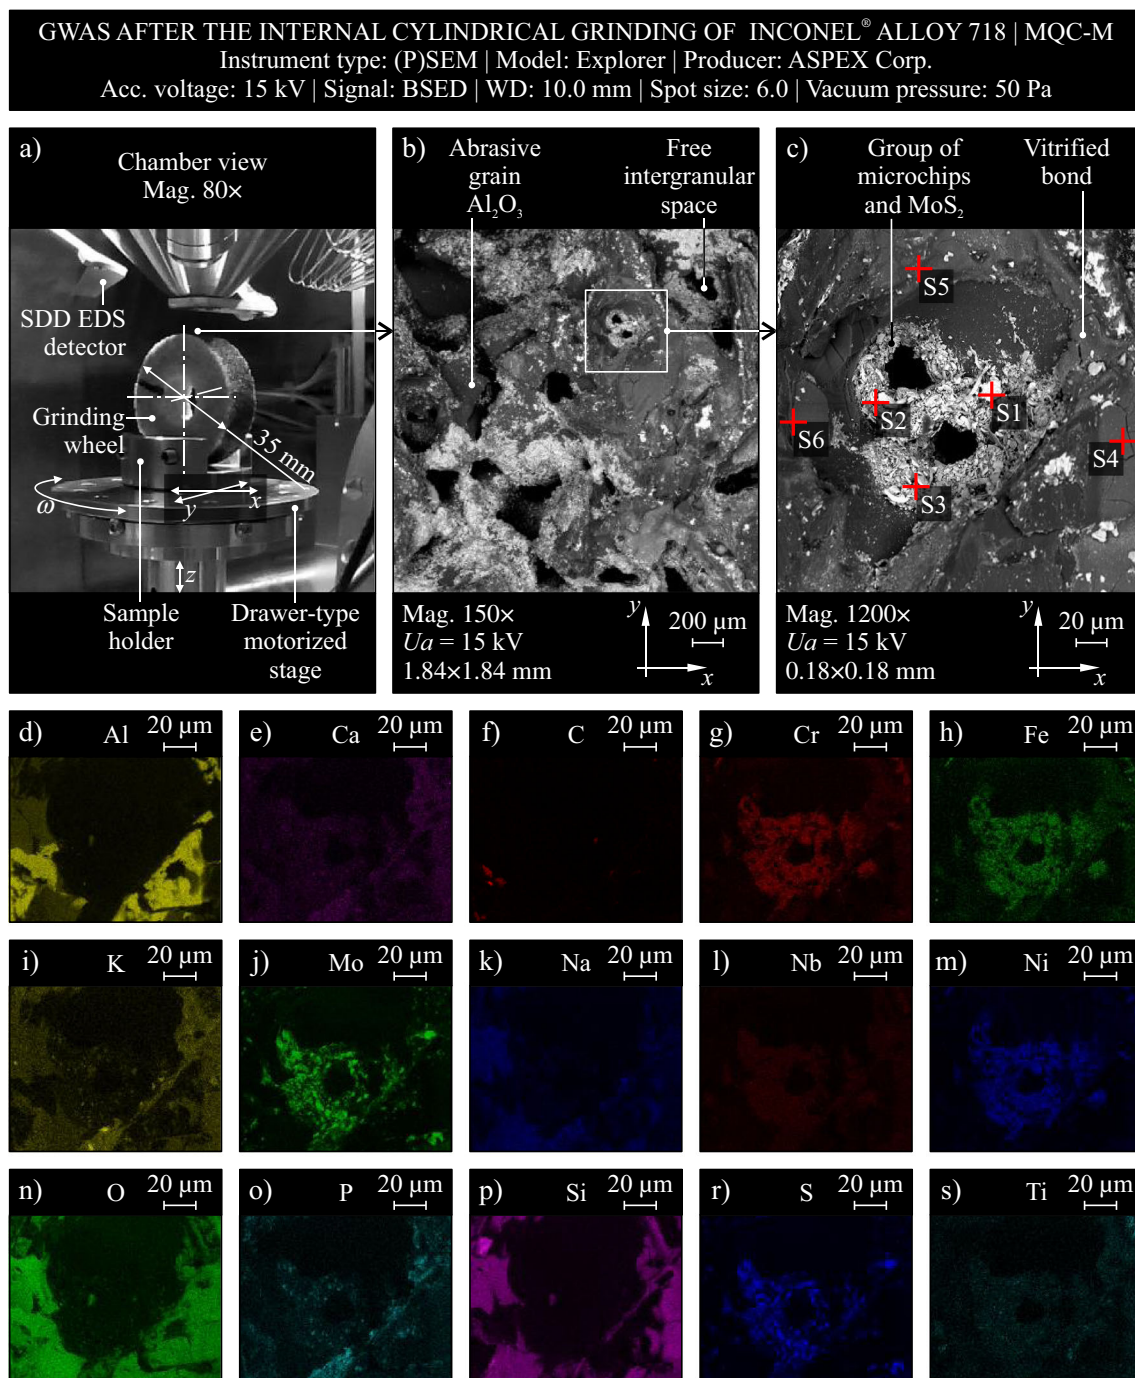 GWAS AFTER THE INTERNAL CYLINDRICAL GRINDING OF INCONEL® ALLOY 718 | MQC-M
Instrument type: (P)SEM | Model: Explorer | Producer: ASPEX Corp.
Acc. voltage: 15 kV | Signal: BSED | WD: 10.0 mm | Spot size: 6.0 | Vacuum pressure: 50 Pa
a)
Chamber view
Mag. 80×
SDD EDS
detector
Grinding
wheel
35 mm
ω
x
y
z
Sample
holder
Drawer-type
motorized
stage
b)
Abrasive
grain
Al₂O₃
Free
intergranular
space
Mag. 150×
Ua = 15 kV
1.84×1.84 mm
y
x
200 µm
c)
Group of
microchips
and MoS₂
Vitrified
bond
S5
S1
S2
S6
S4
S3
Mag. 1200×
Ua = 15 kV
0.18×0.18 mm
y
x
20 µm
d) Al 20 µm
e) Ca 20 µm
f) C 20 µm
g) Cr 20 µm
h) Fe 20 µm
i) K 20 µm
j) Mo 20 µm
k) Na 20 µm
l) Nb 20 µm
m) Ni 20 µm
n) O 20 µm
o) P 20 µm
p) Si 20 µm
r) S 20 µm
s) Ti 20 µm